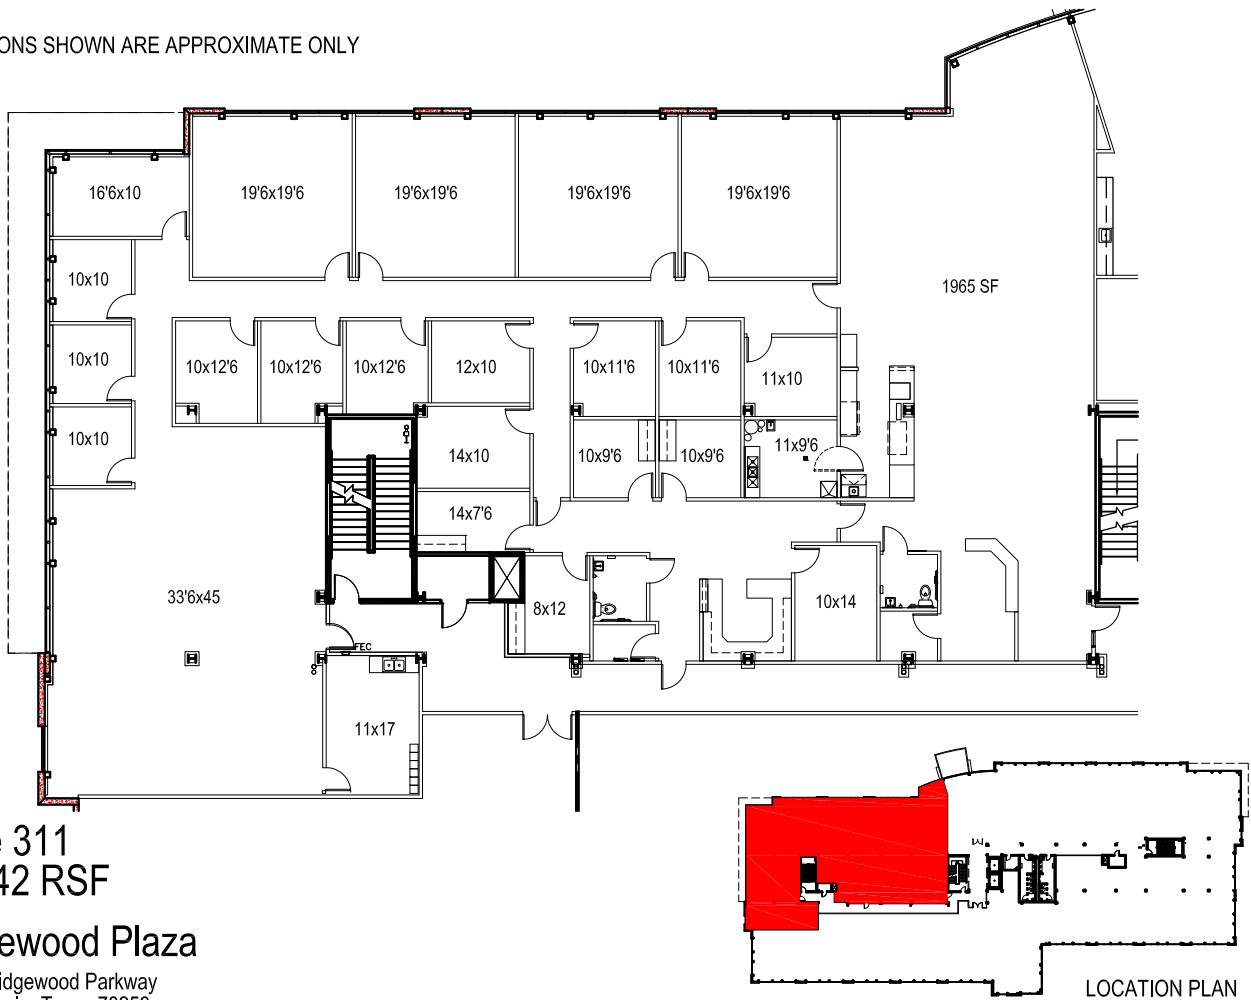 ONS SHOWN ARE APPROXIMATE ONLY
16'6x10
19'6x19'6
19'6x19'6
19'6x19'6
19'6x19'6
10x10
1965 SF
10x10
10x12'6
10x12'6
10x12'6
12x10
10x11'6
10x11'6
11x10
10x10
14x10
10x9'6
10x9'6
11x9'6
14x7'6
33'6x45
8x12
10x14
FEC
11x17
311
42 RSF
ewood Plaza
idgewood Parkway
LOCATION PLAN